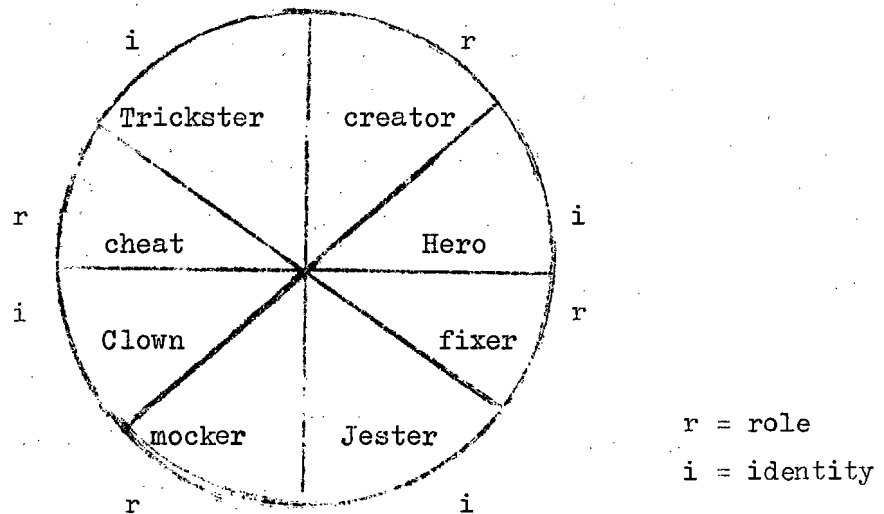 i r
Trickster creator
r i
cheat Hero
i r
Clown fixer
mocker Jester
r = role
i = identity
r i